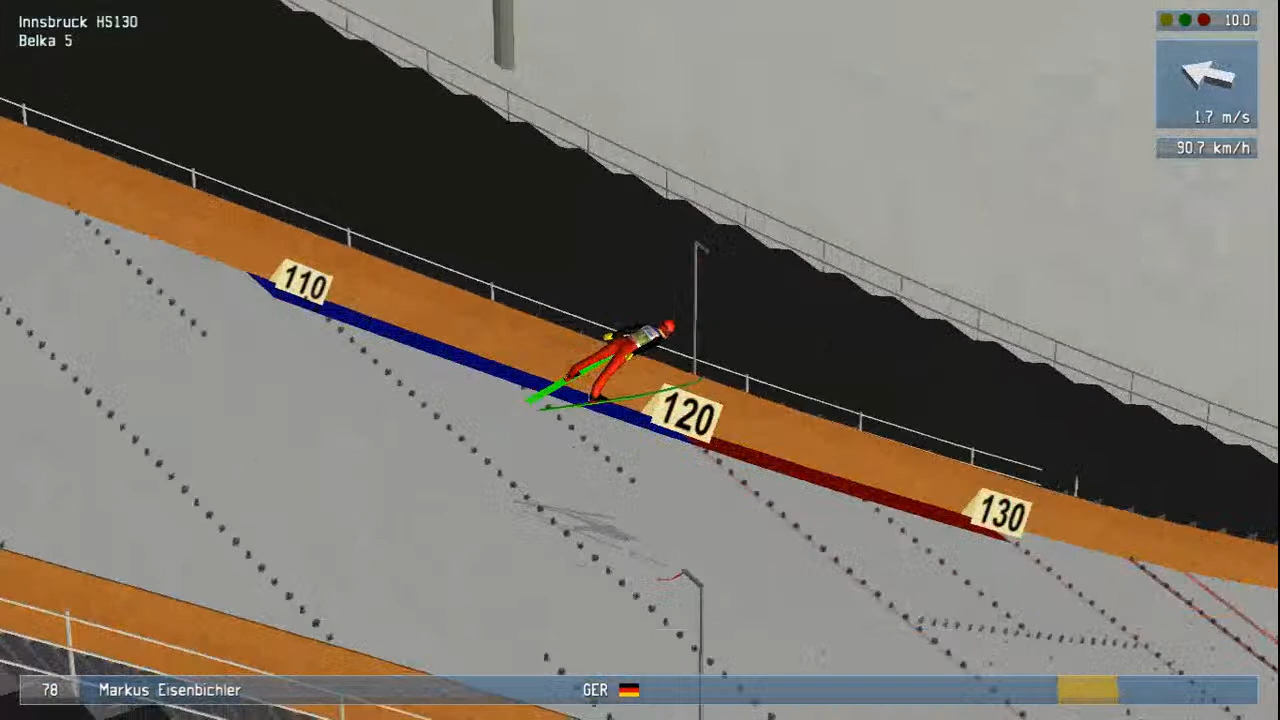 Innsbruck HS130
Belka 5
10.0
1.7 m/s
90.7 km/h
110
120
130
78 Markus Eisenbichler GER